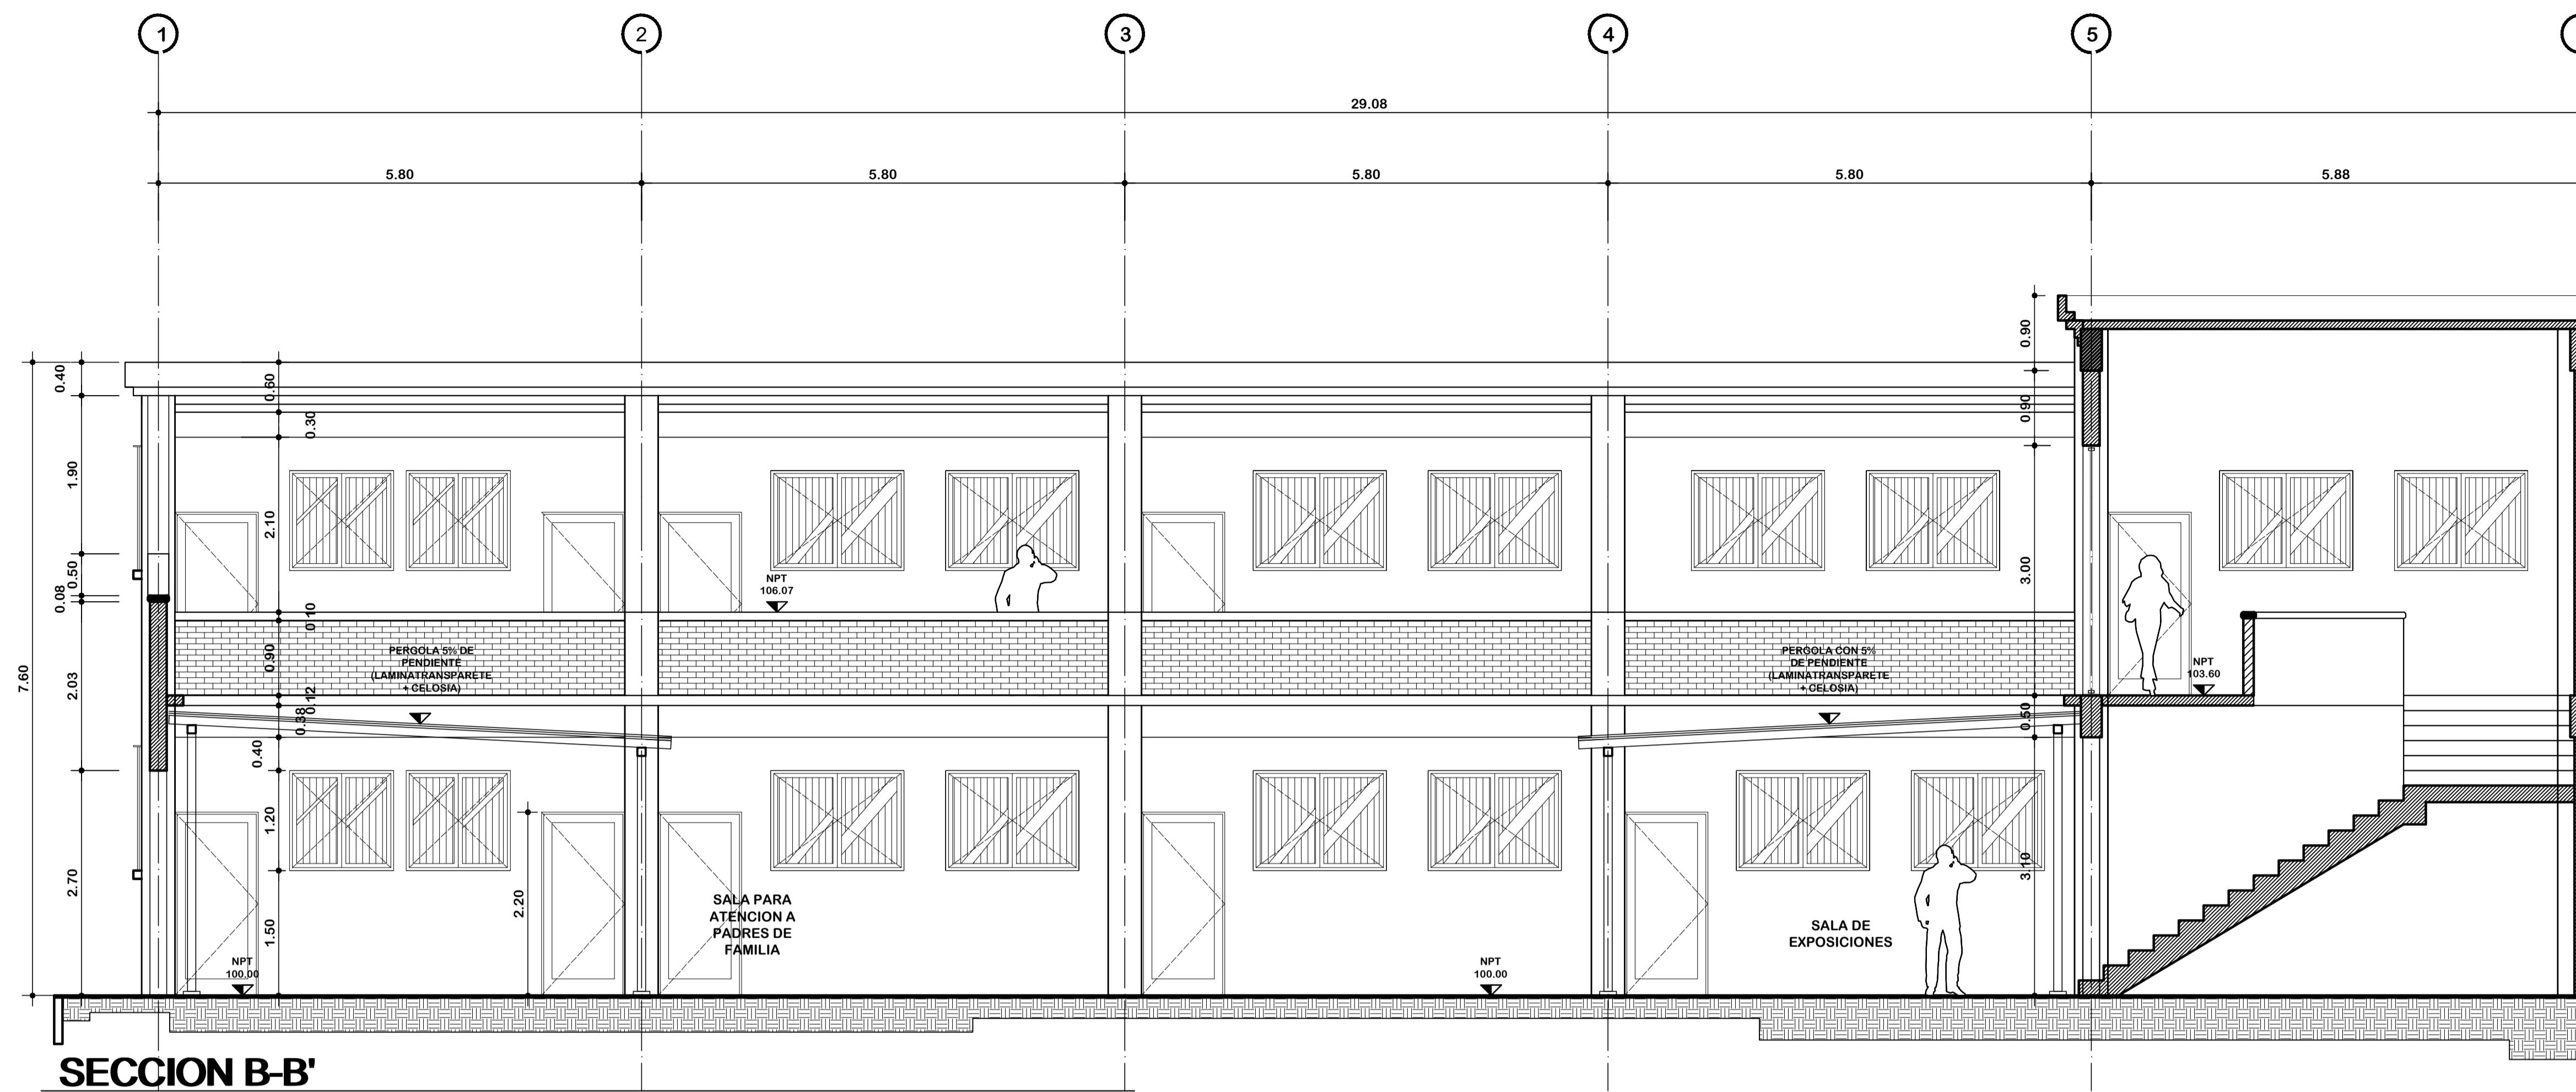 1
2
3
4
5
29.08
5.80
5.80
5.80
5.80
5.88
7.60
0.40
1.90
0.50
0.08
2.03
2.70
0.60
0.30
2.10
0.10
0.90
0.12
0.38
0.40
1.20
1.50
2.20
0.90
0.90
3.00
0.50
3.10
NPT
106.07
PERGOLA 5% DE
PENDIENTE
(LAMINATRANSPARETE
+ CELOSIA)
PERGOLA CON 5%
DE PENDIENTE
(LAMINATRANSPARETE
+ CELOSIA)
NPT
103.60
SALA PARA
ATENCION A
PADRES DE
FAMILIA
SALA DE
EXPOSICIONES
NPT
100.00
NPT
100.00
SECCION B-B'